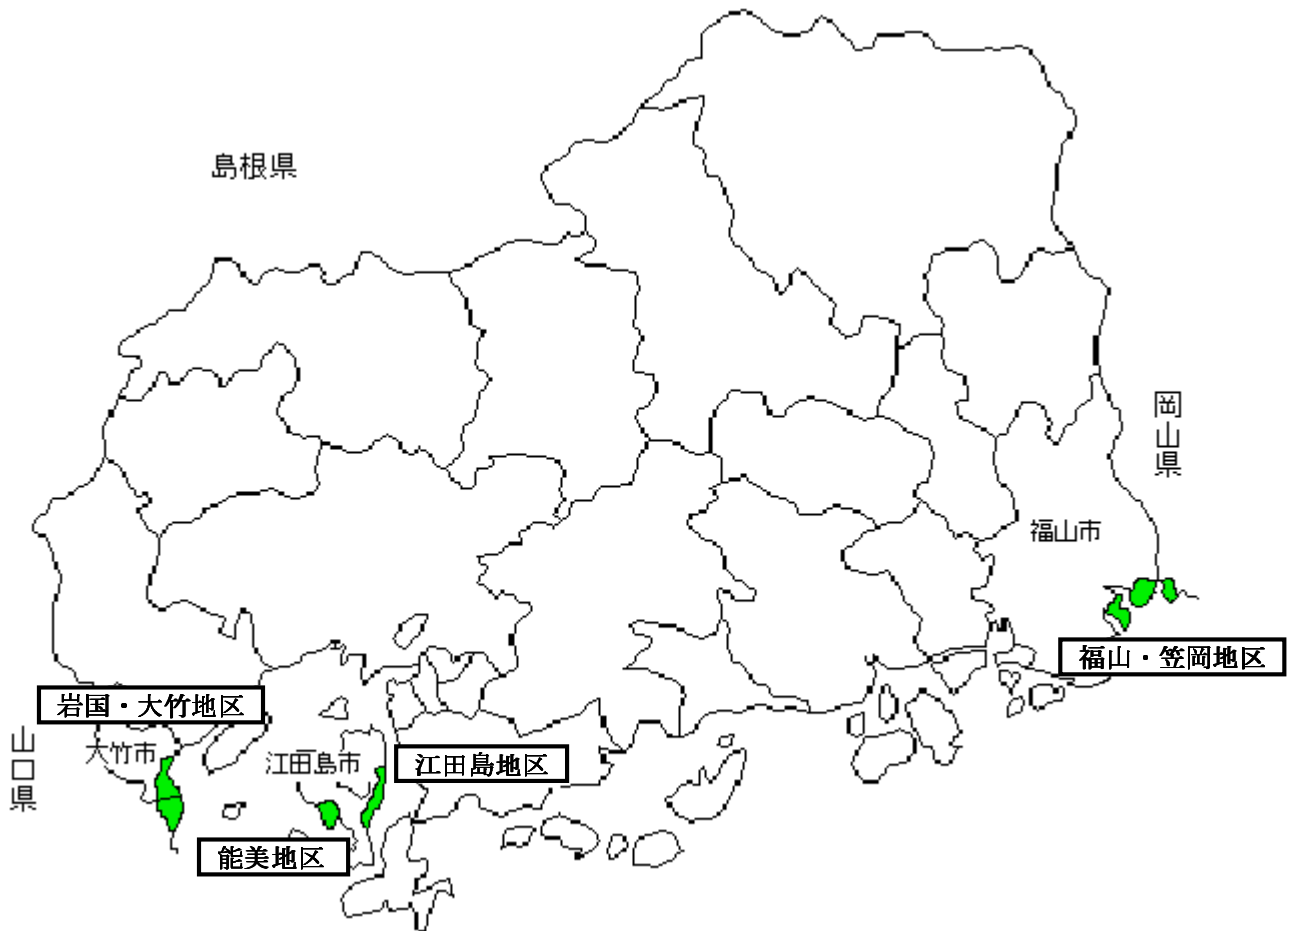 島根県
岡山県
福山市
福山・笠岡地区
岩国・大竹地区
山口県
大竹市
江田島市
江田島地区
能美地区